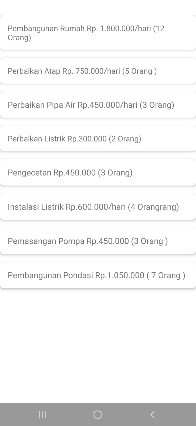 Pembangunan Rumah Rp. 1.800.000/hari (12
Orang)
Perbaikan Atap Rp. 750.000/hari (5 Orang )
Perbaikan Pipa Air Rp.450.000/hari (3 Orang)
Perbaikan Listrik Rp.300.000 (2 Orang)
Pengecetan Rp.450.000 (3 Orang)
Instalasi Listrik Rp.600.000/hari (4 Orangrang)
Pemasangan Pompa Rp.450.000 (3 Orang )
Pembangunan Pondasi Rp.1.050.000 ( 7 Orang )